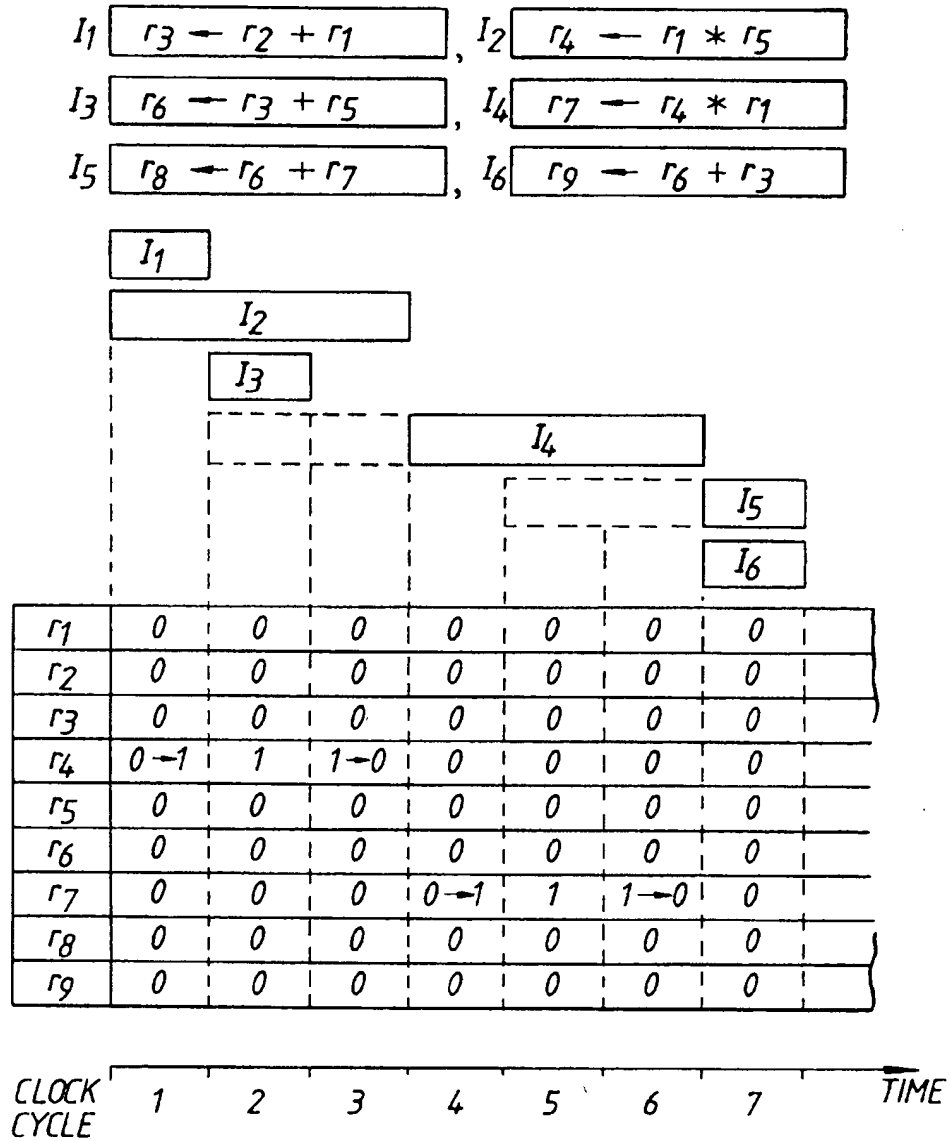 I1 r3 ← r2 + r1 , I2 r4 ← r1 * r5
I3 r6 ← r3 + r5 , I4 r7 ← r4 * r1
I5 r8 ← r6 + r7 , I6 r9 ← r6 + r3
I1
I2
I3
I4
I5
I6
r1 0 0 0 0 0 0 0
r2 0 0 0 0 0 0 0
r3 0 0 0 0 0 0 0
r4 0→1 1 1→0 0 0 0 0
r5 0 0 0 0 0 0 0
r6 0 0 0 0 0 0 0
r7 0 0 0 0→1 1 1→0 0
r8 0 0 0 0 0 0 0
r9 0 0 0 0 0 0 0
CLOCK CYCLE 1 2 3 4 5 6 7 TIME